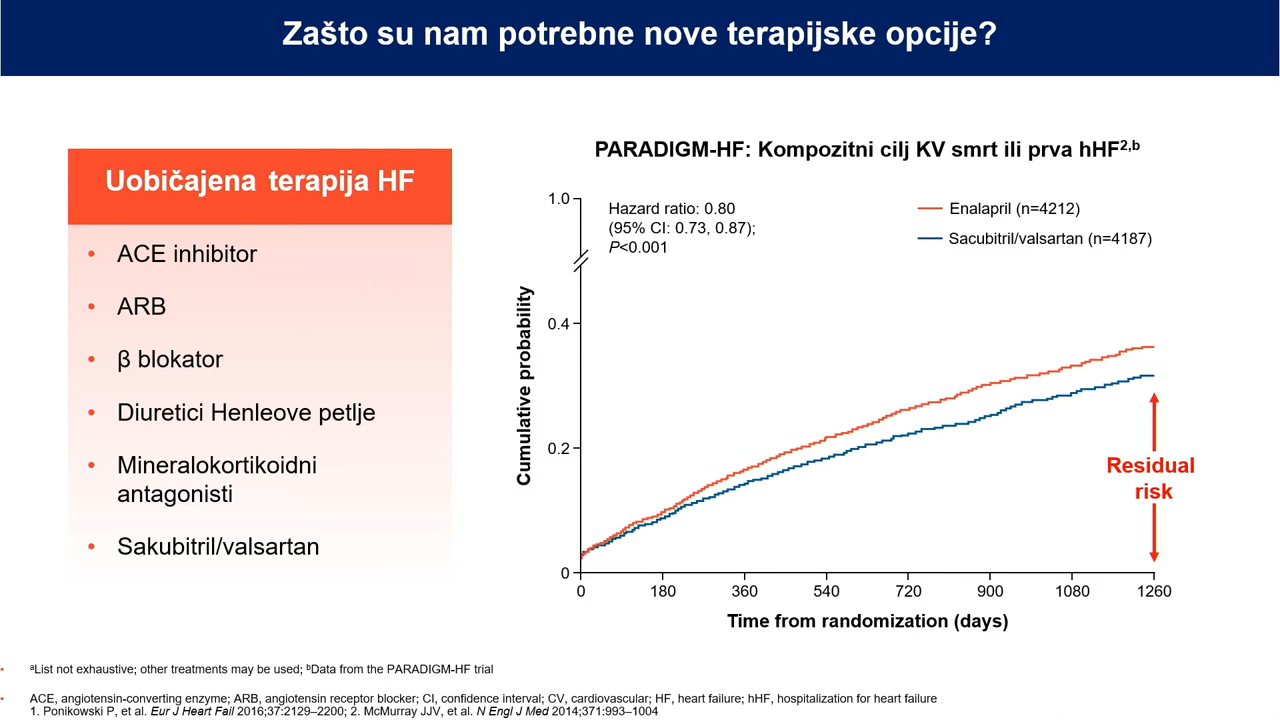 Zašto su nam potrebne nove terapijske opcije?
Uobičajena terapija HF
• ACE inhibitor
• ARB
• β blokator
• Diuretici Henleove petlje
• Mineralokortikoidni
antagonisti
• Sakubitril/valsartan
PARADIGM-HF: Kompozitni cilj KV smrt ili prva hHF2,b
Hazard ratio: 0.80
(95% CI: 0.73, 0.87);
P<0.001
Enalapril (n=4212)
Sacubitril/valsartan (n=4187)
Cumulative probability
1.0
0.4
0.2
0
0 180 360 540 720 900 1080 1260
Time from randomization (days)
Residual
risk
• aList not exhaustive; other treatments may be used; bData from the PARADIGM-HF trial
• ACE, angiotensin-converting enzyme; ARB, angiotensin receptor blocker; CI, confidence interval; CV, cardiovascular; HF, heart failure; hHF, hospitalization for heart failure
1. Ponikowski P, et al. Eur J Heart Fail 2016;37:2129–2200; 2. McMurray JJV, et al. N Engl J Med 2014;371:993–1004